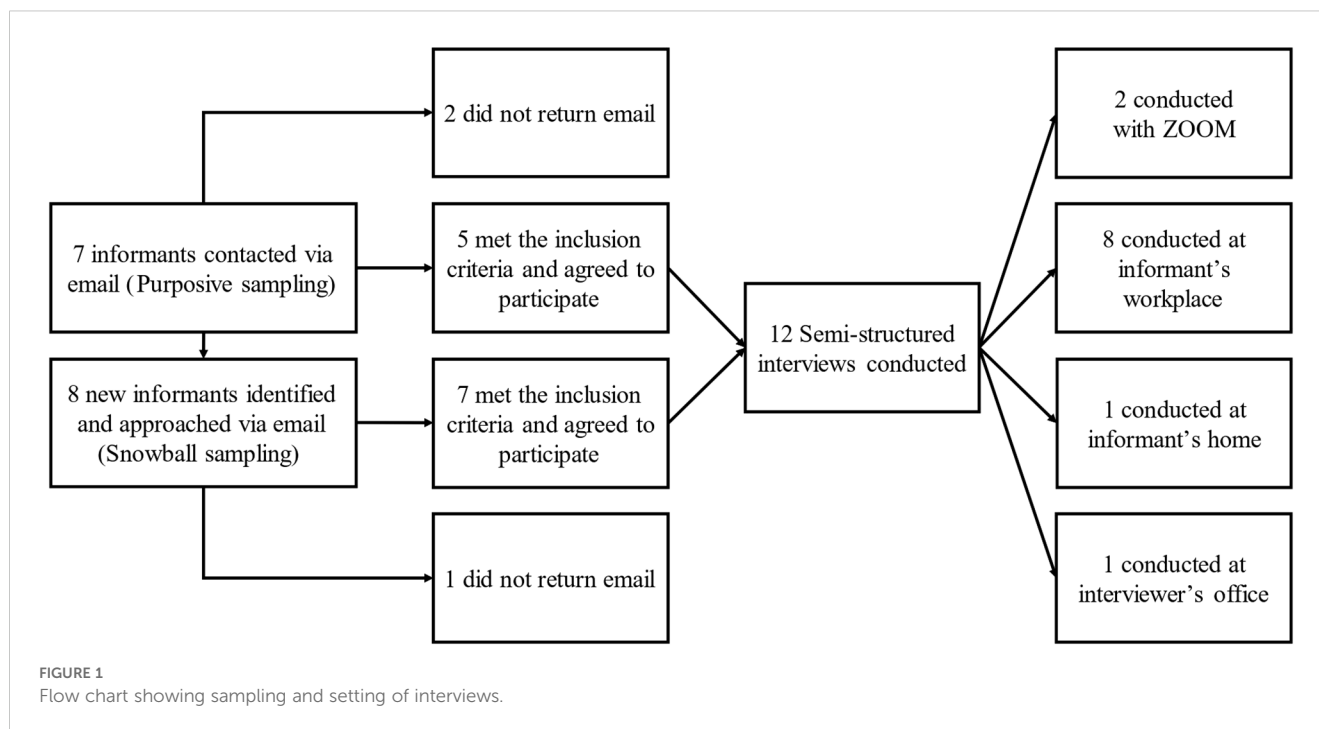 2 did not return email
7 informants contacted via
email (Purposive sampling)
5 met the inclusion
criteria and agreed to
participate
8 new informants identified
and approached via email
(Snowball sampling)
7 met the inclusion
criteria and agreed to
participate
1 did not return email
12 Semi-structured
interviews conducted
2 conducted
with ZOOM
8 conducted at
informant’s
workplace
1 conducted at
informant’s home
1 conducted at
interviewer’s office
FIGURE 1
Flow chart showing sampling and setting of interviews.